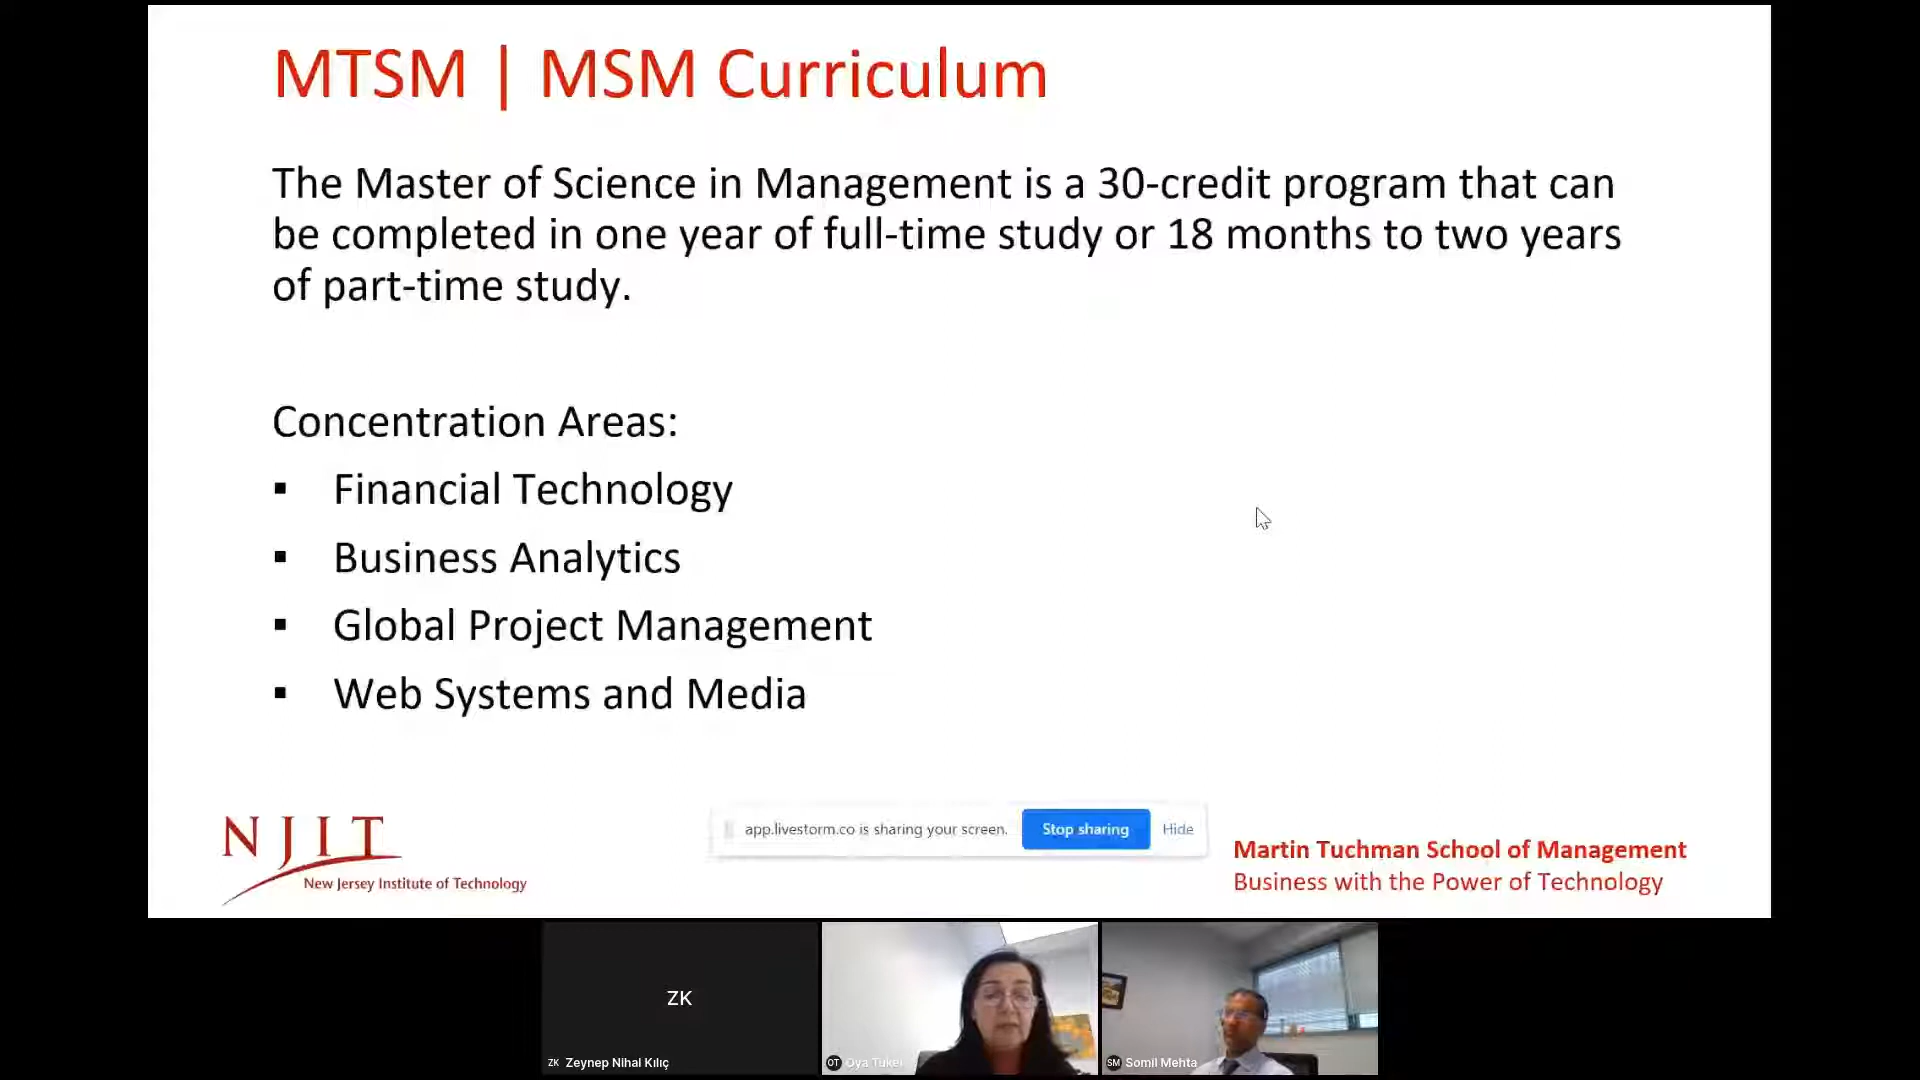 MTSM | MSM Curriculum
The Master of Science in Management is a 30-credit program that can
be completed in one year of full-time study or 18 months to two years
of part-time study.
Concentration Areas:
▪ Financial Technology
▪ Business Analytics
▪ Global Project Management
▪ Web Systems and Media
NJIT
New Jersey Institute of Technology
app.livestorm.co is sharing your screen. Stop sharing Hide
Martin Tuchman School of Management
Business with the Power of Technology
ZK
ZK Zeynep Nihal Kılıç
OT Oya Tukel
SM Somil Mehta